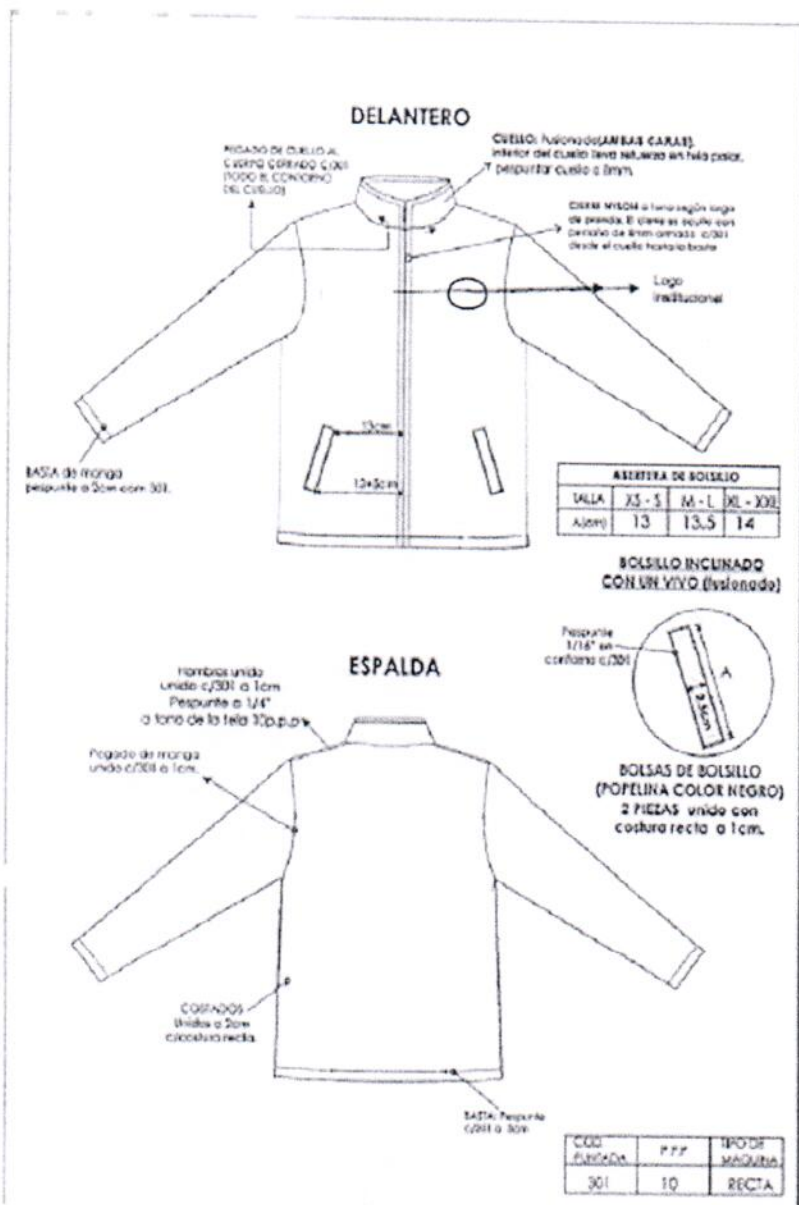 DELANTERO
PEGADO DE CUELLO AL
CUERPO CERRADO C/301
(TODO EL CONTORNO
DEL CUELLO)
CUELLO: Fusionado(AMBAS CARAS).
Interior del cuello lleva refuerzo en tela polar.
pespuntar cuello a 8mm.
CIERRE NYLON a tono según largo
de prenda. El cierre es oculto con
pestaña de 8mm armado c/301
desde el cuello hasta la basta
Logo
Institucional
13cm
BASTA de manga
pespunte a 2cm com 301.
ABERTURA DE BOLSILLO
TALLA XS - S M - L XL - XXL
A(cm) 13 13.5 14
BOLSILLO INCLINADO
CON UN VIVO (fusionado)
Pespunte
1/16" en
contorno c/301
A
BOLSAS DE BOLSILLO
(POPELINA COLOR NEGRO)
2 PIEZAS unido con
costura recta a 1cm.
ESPALDA
Hombros unido
unido c/301 a 1cm
Pespunte a 1/4"
a tono de la tela 10p.p.p
Pegado de manga
unido c/301 a 1cm.
COSTADOS
Unidos a 2cm
c/costura recta.
BASTA: Pespunte
c/301 a
COD. PUNTADA P.P.P TIPO DE MAQUINA
301 10 RECTA